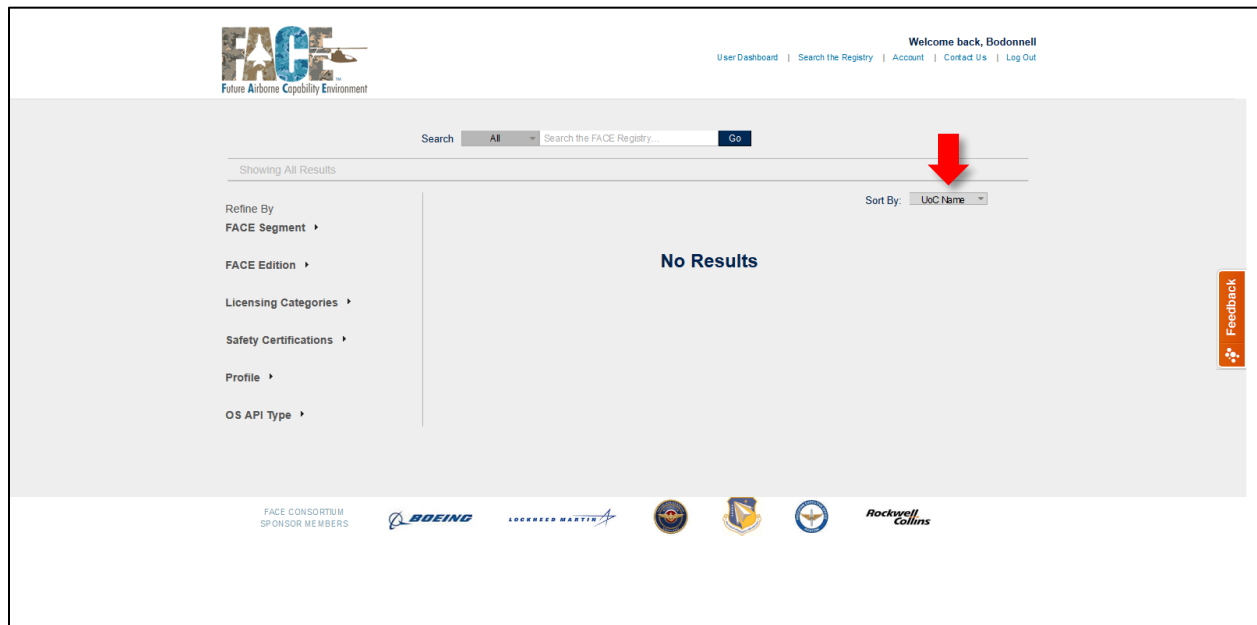 FACE
TM
Future Airborne Capability Environment
Welcome back, Bodonnell
User Dashboard | Search the Registry | Account | Contact Us | Log Out
Search All Search the FACE Registry... Go
Showing All Results
Sort By: UoC Name
Refine By
FACE Segment
FACE Edition
Licensing Categories
Safety Certifications
Profile
OS API Type
No Results
Feedback
FACE CONSORTIUM
SPONSOR MEMBERS
BOEING
LOCKHEED MARTIN
Rockwell
Collins